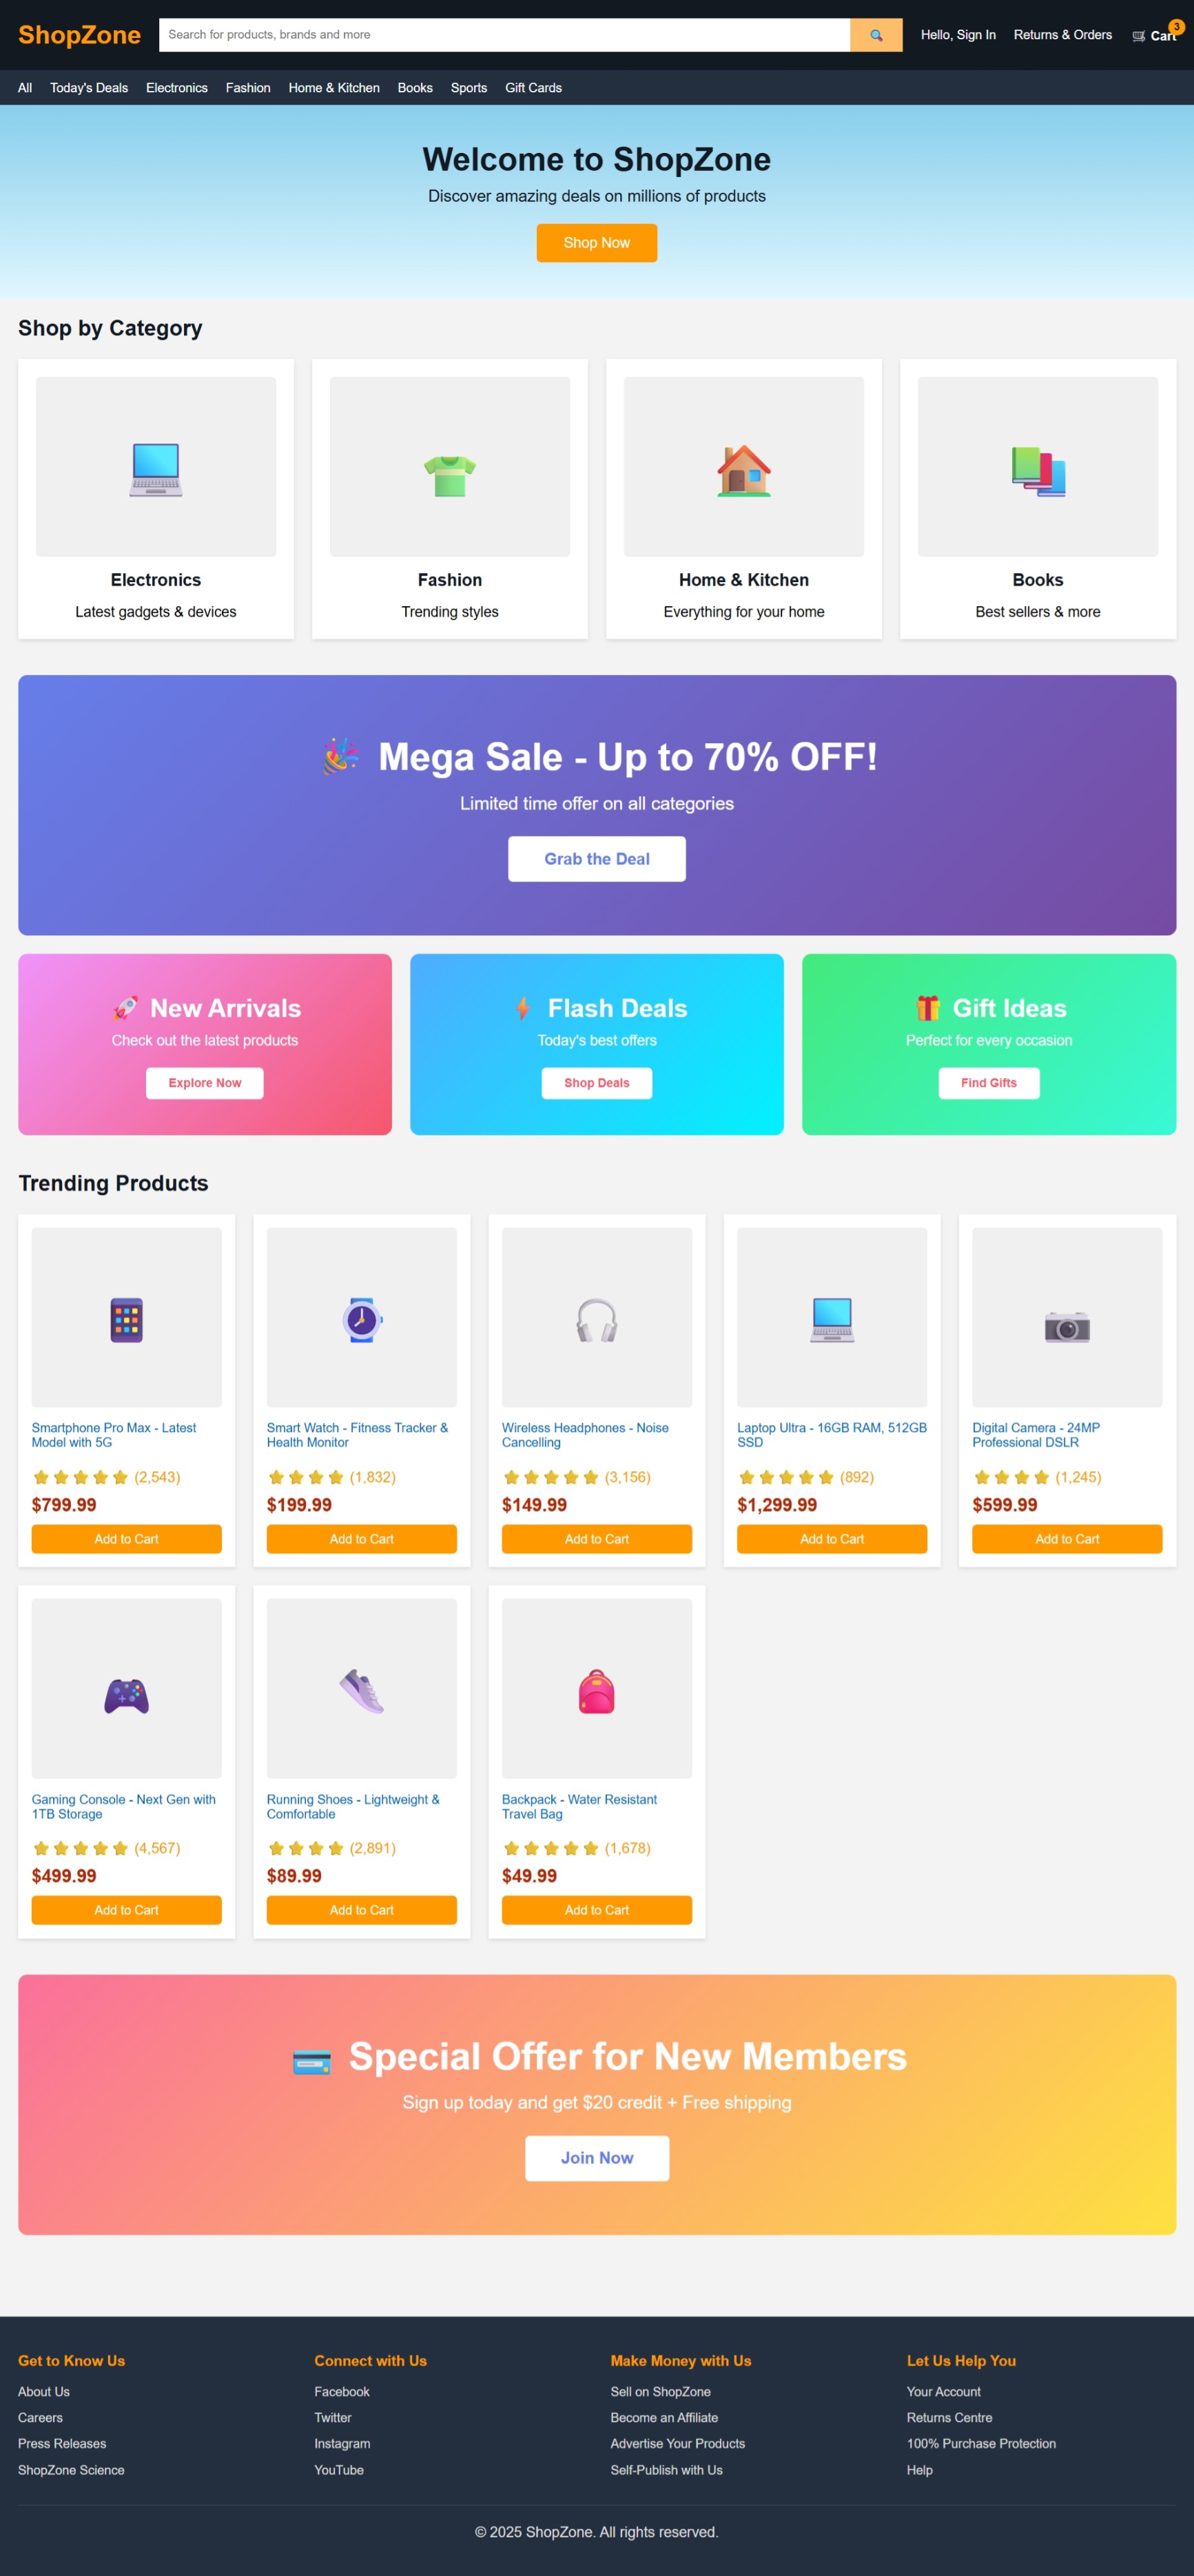 ShopZone
Search for products, brands and more
Hello, Sign In
Returns & Orders
Cart
3
All
Today's Deals
Electronics
Fashion
Home & Kitchen
Books
Sports
Gift Cards
Welcome to ShopZone
Discover amazing deals on millions of products
Shop Now
Shop by Category
Electronics
Latest gadgets & devices
Fashion
Trending styles
Home & Kitchen
Everything for your home
Books
Best sellers & more
Mega Sale - Up to 70% OFF!
Limited time offer on all categories
Grab the Deal
New Arrivals
Check out the latest products
Explore Now
Flash Deals
Today's best offers
Shop Deals
Gift Ideas
Perfect for every occasion
Find Gifts
Trending Products
Smartphone Pro Max - Latest
Model with 5G
(2,543)
$799.99
Add to Cart
Smart Watch - Fitness Tracker &
Health Monitor
(1,832)
$199.99
Add to Cart
Wireless Headphones - Noise
Cancelling
(3,156)
$149.99
Add to Cart
Laptop Ultra - 16GB RAM, 512GB
SSD
(892)
$1,299.99
Add to Cart
Digital Camera - 24MP
Professional DSLR
(1,245)
$599.99
Add to Cart
Gaming Console - Next Gen with
1TB Storage
(4,567)
$499.99
Add to Cart
Running Shoes - Lightweight &
Comfortable
(2,891)
$89.99
Add to Cart
Backpack - Water Resistant
Travel Bag
(1,678)
$49.99
Add to Cart
Special Offer for New Members
Sign up today and get $20 credit + Free shipping
Join Now
Get to Know Us
About Us
Careers
Press Releases
ShopZone Science
Connect with Us
Facebook
Twitter
Instagram
YouTube
Make Money with Us
Sell on ShopZone
Become an Affiliate
Advertise Your Products
Self-Publish with Us
Let Us Help You
Your Account
Returns Centre
100% Purchase Protection
Help
© 2025 ShopZone. All rights reserved.